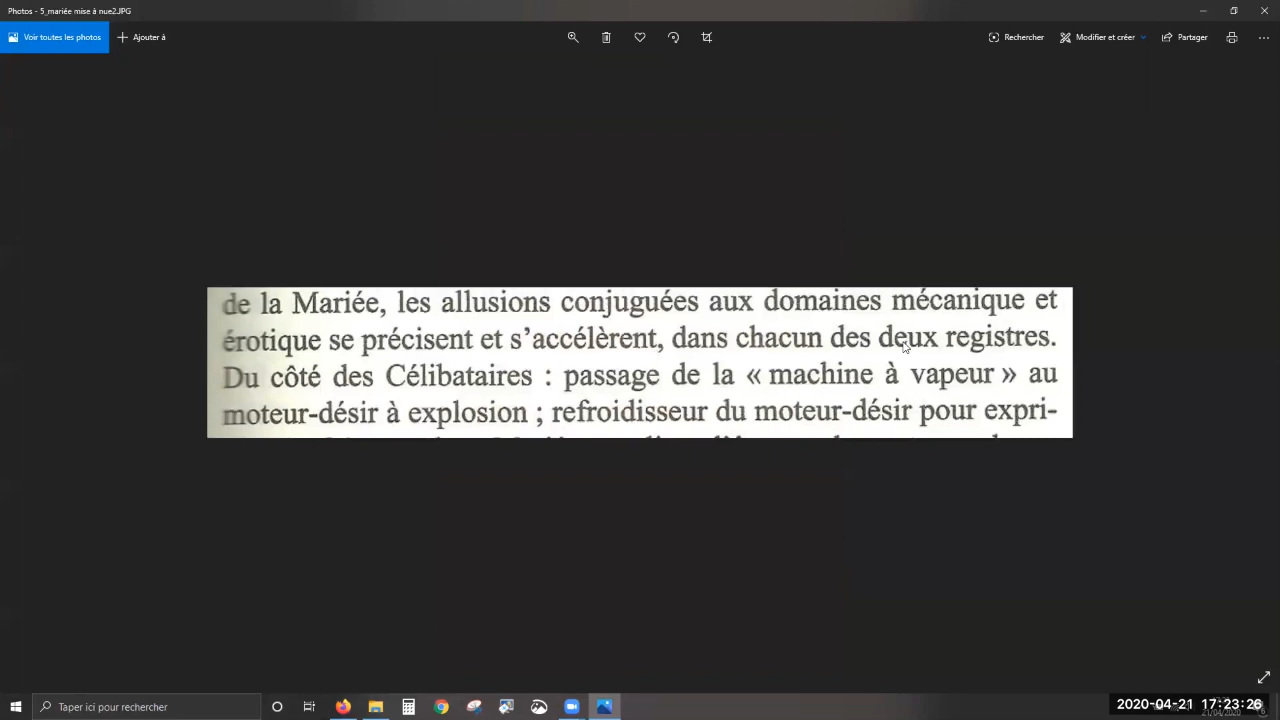 Photos - 5_mariée mise à nue2.JPG
Voir toutes les photos
Ajouter à
Rechercher
Modifier et créer
Partager
de la Mariée, les allusions conjuguées aux domaines mécanique et
érotique se précisent et s'accélèrent, dans chacun des deux registres.
Du côté des Célibataires : passage de la « machine à vapeur » au
moteur-désir à explosion ; refroidisseur du moteur-désir pour expri-
Taper ici pour rechercher
2020-04-21 17:23:26
21/04/2020